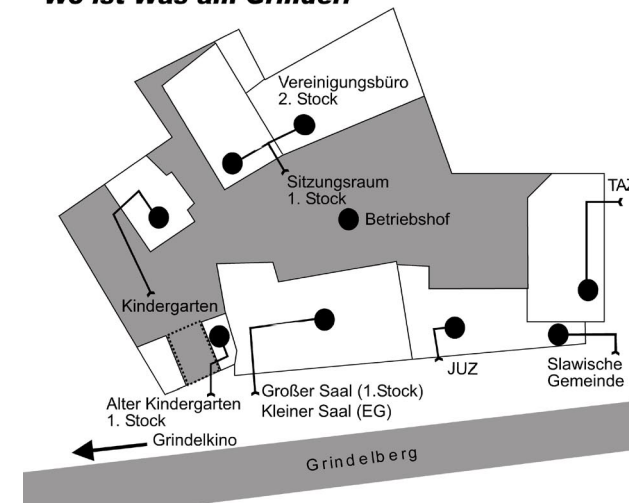 Wo ist was am Grindel?
Vereinigungsbüro
2. Stock
Sitzungsraum
1. Stock
TAZ
Betriebshof
Kindergarten
JUZ
Slawische
Gemeinde
Großer Saal (1.Stock)
Kleiner Saal (EG)
Alter Kindergarten
1. Stock
Grindelkino
Grindelberg